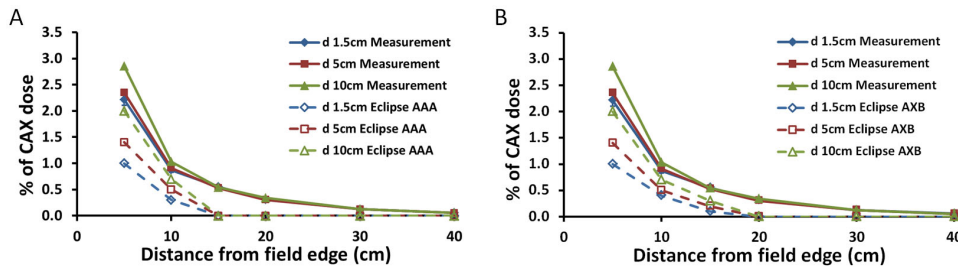 A
% of CAX dose
3.5
3.0
2.5
2.0
1.5
1.0
0.5
0.0
0
10
20
30
40
Distance from field edge (cm)
d 1.5cm Measurement
d 5cm Measurement
d 10cm Measurement
d 1.5cm Eclipse AAA
d 5cm Eclipse AAA
d 10cm Eclipse AAA
B
% of CAX dose
3.5
3.0
2.5
2.0
1.5
1.0
0.5
0.0
0
10
20
30
40
Distance from field edge (cm)
d 1.5cm Measurement
d 5cm Measurement
d 10cm Measurement
d 1.5cm Eclipse AXB
d 5cm Eclipse AXB
d 10cm Eclipse AXB